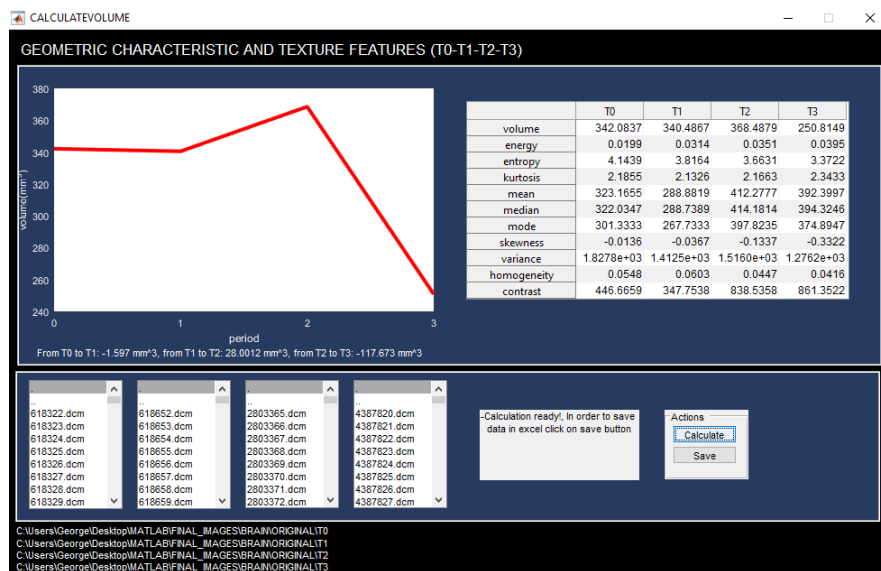 CALCULATEVOLUME
GEOMETRIC CHARACTERISTIC AND TEXTURE FEATURES (T0-T1-T2-T3)
380
360
340
320
300
280
260
240
volume(mm³)
0 1 2 3
period
From T0 to T1: -1.597 mm^3, from T1 to T2: 28.0012 mm^3, from T2 to T3: -117.673 mm^3
T0 T1 T2 T3
volume 342.0837 340.4867 368.4879 250.8149
energy 0.0199 0.0314 0.0351 0.0395
entropy 4.1439 3.8164 3.6631 3.3722
kurtosis 2.1855 2.1326 2.1663 2.3433
mean 323.1655 288.8819 412.2777 392.3997
median 322.0347 288.7389 414.1814 394.3246
mode 301.3333 267.7333 397.8235 374.8947
skewness -0.0136 -0.0367 -0.1337 -0.3322
variance 1.8278e+03 1.4125e+03 1.5160e+03 1.2762e+03
homogeneity 0.0548 0.0603 0.0447 0.0416
contrast 446.6659 347.7538 838.5358 861.3522
.
..
618322.dcm
618323.dcm
618324.dcm
618325.dcm
618326.dcm
618327.dcm
618328.dcm
618329.dcm
.
..
618652.dcm
618653.dcm
618654.dcm
618655.dcm
618656.dcm
618657.dcm
618658.dcm
618659.dcm
.
..
2803365.dcm
2803366.dcm
2803367.dcm
2803368.dcm
2803369.dcm
2803370.dcm
2803371.dcm
2803372.dcm
.
..
4387820.dcm
4387821.dcm
4387822.dcm
4387823.dcm
4387824.dcm
4387825.dcm
4387826.dcm
4387827.dcm
-Calculation ready!, In order to save
data in excel click on save button
Actions
Calculate
Save
C:\Users\George\Desktop\MATLAB\FINAL_IMAGES\BRAIN\ORIGINAL\T0
C:\Users\George\Desktop\MATLAB\FINAL_IMAGES\BRAIN\ORIGINAL\T1
C:\Users\George\Desktop\MATLAB\FINAL_IMAGES\BRAIN\ORIGINAL\T2
C:\Users\George\Desktop\MATLAB\FINAL_IMAGES\BRAIN\ORIGINAL\T3